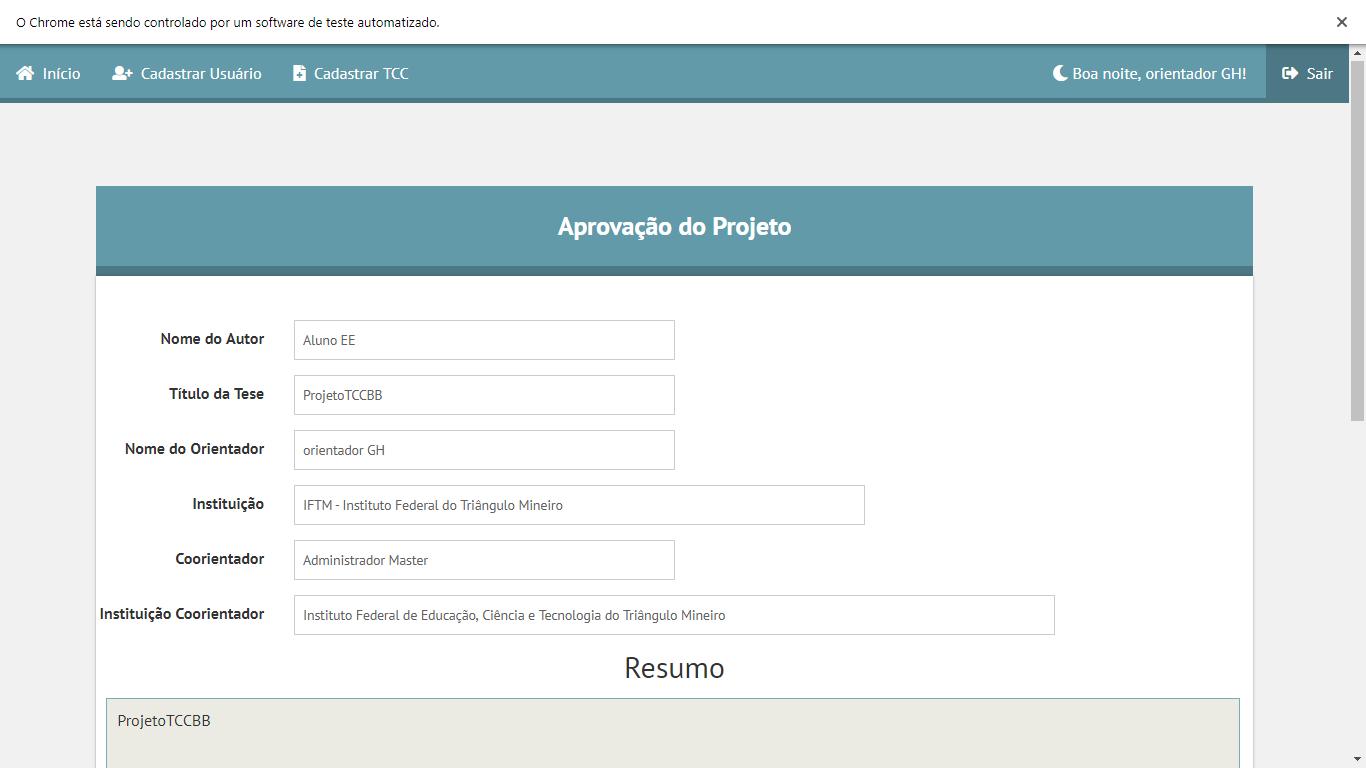 O Chrome está sendo controlado por um software de teste automatizado.
Início Cadastrar Usuário Cadastrar TCC Boa noite, orientador GH! Sair
Aprovação do Projeto
Nome do Autor Aluno EE
Título da Tese ProjetoTCCBB
Nome do Orientador orientador GH
Instituição IFTM - Instituto Federal do Triângulo Mineiro
Coorientador Administrador Master
Instituição Coorientador Instituto Federal de Educação, Ciência e Tecnologia do Triângulo Mineiro
Resumo
ProjetoTCCBB